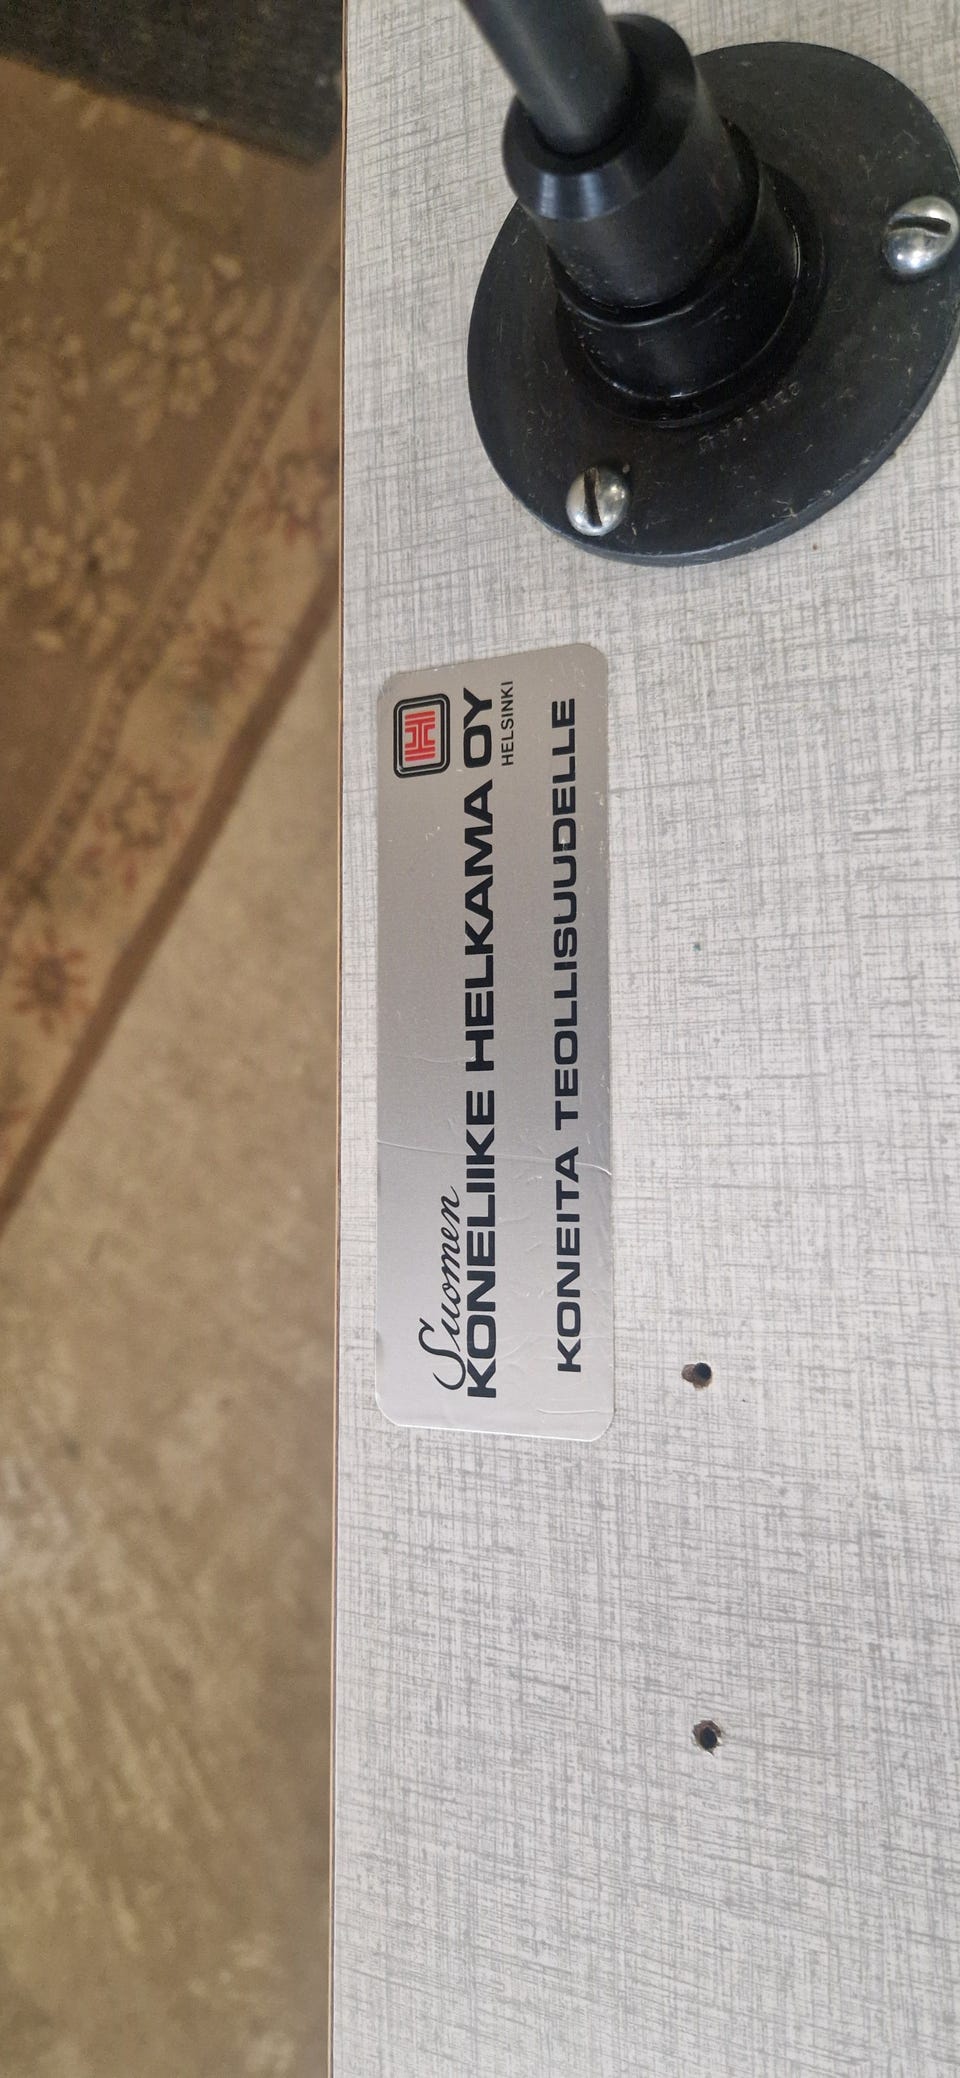 Suomen
KONELIIKE HELKAMA OY
HELSINKI
KONEITA TEOLLISUUDELLE